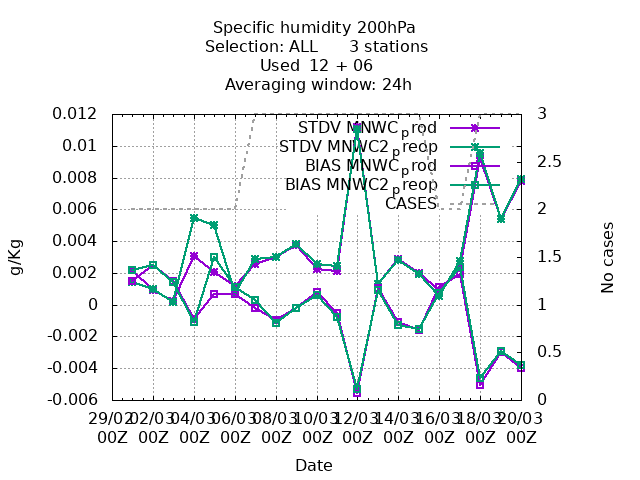 Specific humidity 200hPa
Selection: ALL 3 stations
Used 12 + 06
Averaging window: 24h
STDV MNWC_prod
STDV MNWC2_preop
BIAS MNWC_prod
BIAS MNWC2_preop
CASES
g/Kg
0.012
0.01
0.008
0.006
0.004
0.002
0
-0.002
-0.004
-0.006
No cases
3
2.5
2
1.5
1
0.5
0
29/02 02/03 04/03 06/03 08/03 10/03 12/03 14/03 16/03 18/03 20/03
00Z 00Z 00Z 00Z 00Z 00Z 00Z 00Z 00Z 00Z 00Z
Date